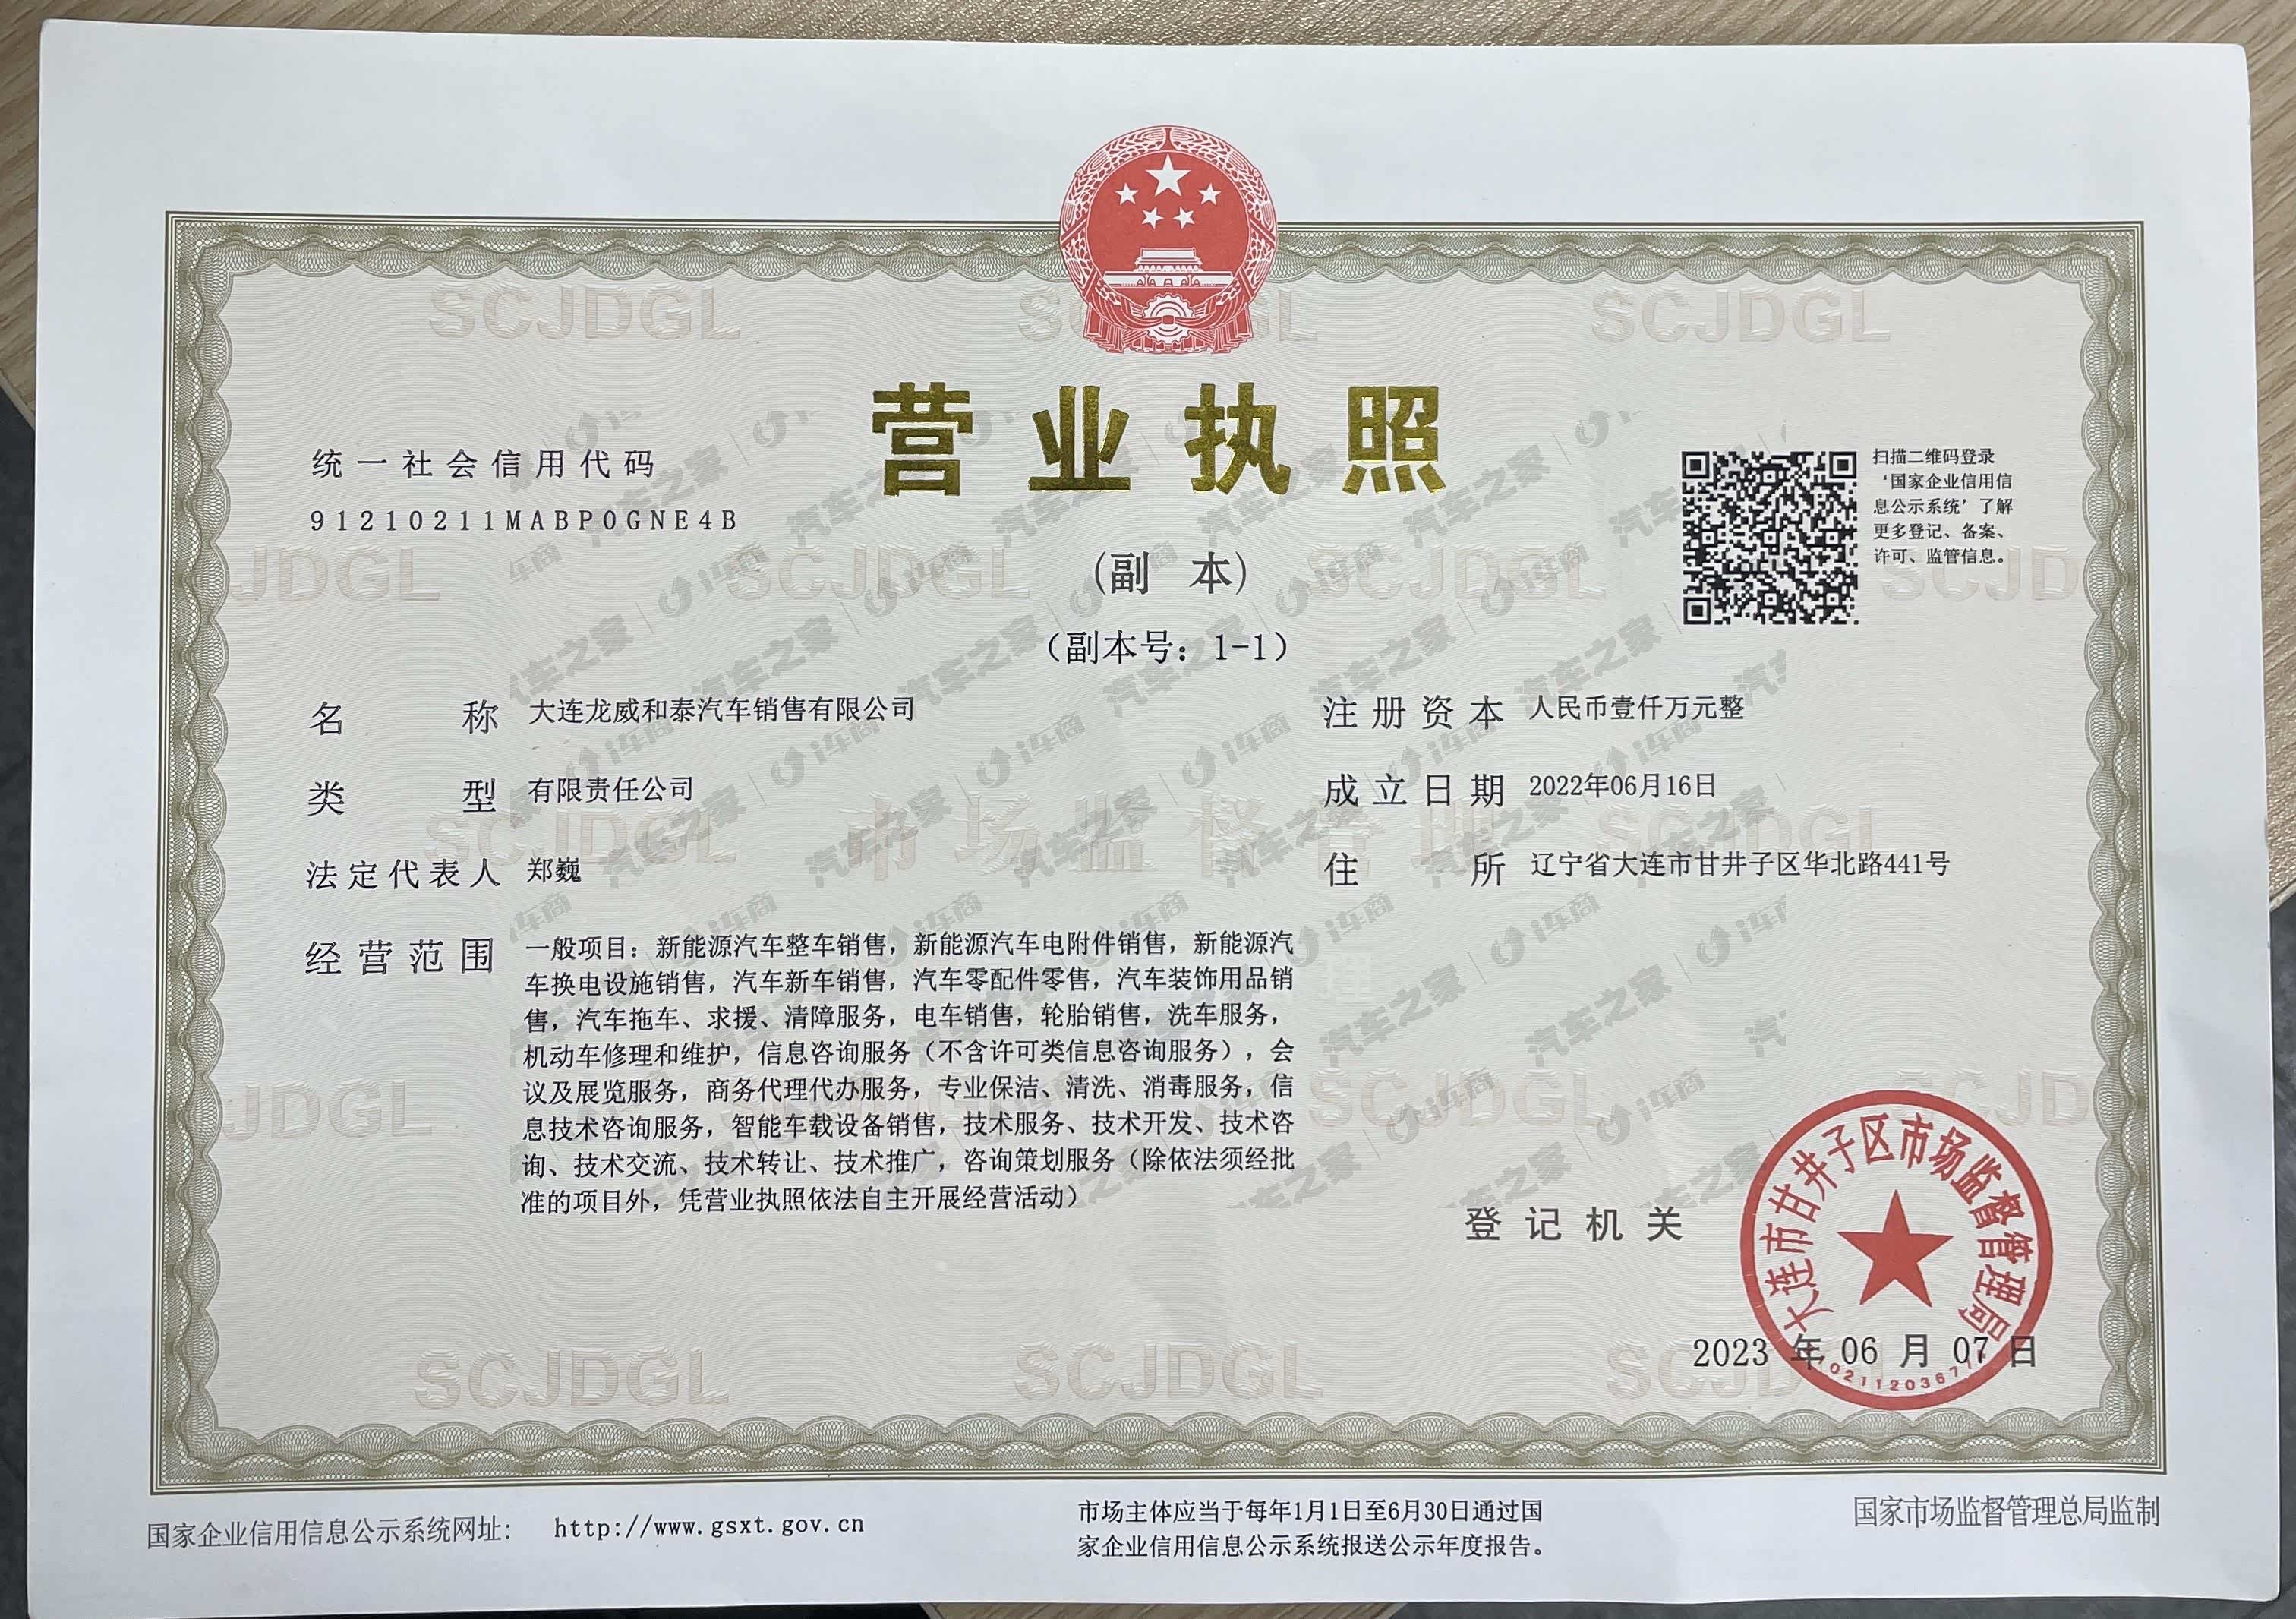 营业执照
统一社会信用代码
91210211MABP0GNE4B
(副 本)
（副本号：1-1）
扫描二维码登录
‘国家企业信用信
息公示系统’了解
更多登记、备案、
许可、监管信息。
名 称 大连龙威和泰汽车销售有限公司
类 型 有限责任公司
法定代表人 郑巍
经营范围 一般项目：新能源汽车整车销售，新能源汽车电附件销售，新能源汽
车换电设施销售，汽车新车销售，汽车零配件零售，汽车装饰用品销
售，汽车拖车、求援、清障服务，电车销售，轮胎销售，洗车服务，
机动车修理和维护，信息咨询服务（不含许可类信息咨询服务），会
议及展览服务，商务代理代办服务，专业保洁、清洗、消毒服务，信
息技术咨询服务，智能车载设备销售，技术服务、技术开发、技术咨
询、技术交流、技术转让、技术推广，咨询策划服务（除依法须经批
准的项目外，凭营业执照依法自主开展经营活动）
注册资本 人民币壹仟万元整
成立日期 2022年06月16日
住 所 辽宁省大连市甘井子区华北路441号
登记机关
大连市甘井子区市场监督管理局
2023 年 06 月 07 日
国家企业信用信息公示系统网址： http://www.gsxt.gov.cn
市场主体应当于每年1月1日至6月30日通过国
家企业信用信息公示系统报送公示年度报告。
国家市场监督管理总局监制
SCJDGL
市场监督管理
汽车之家 | i车商